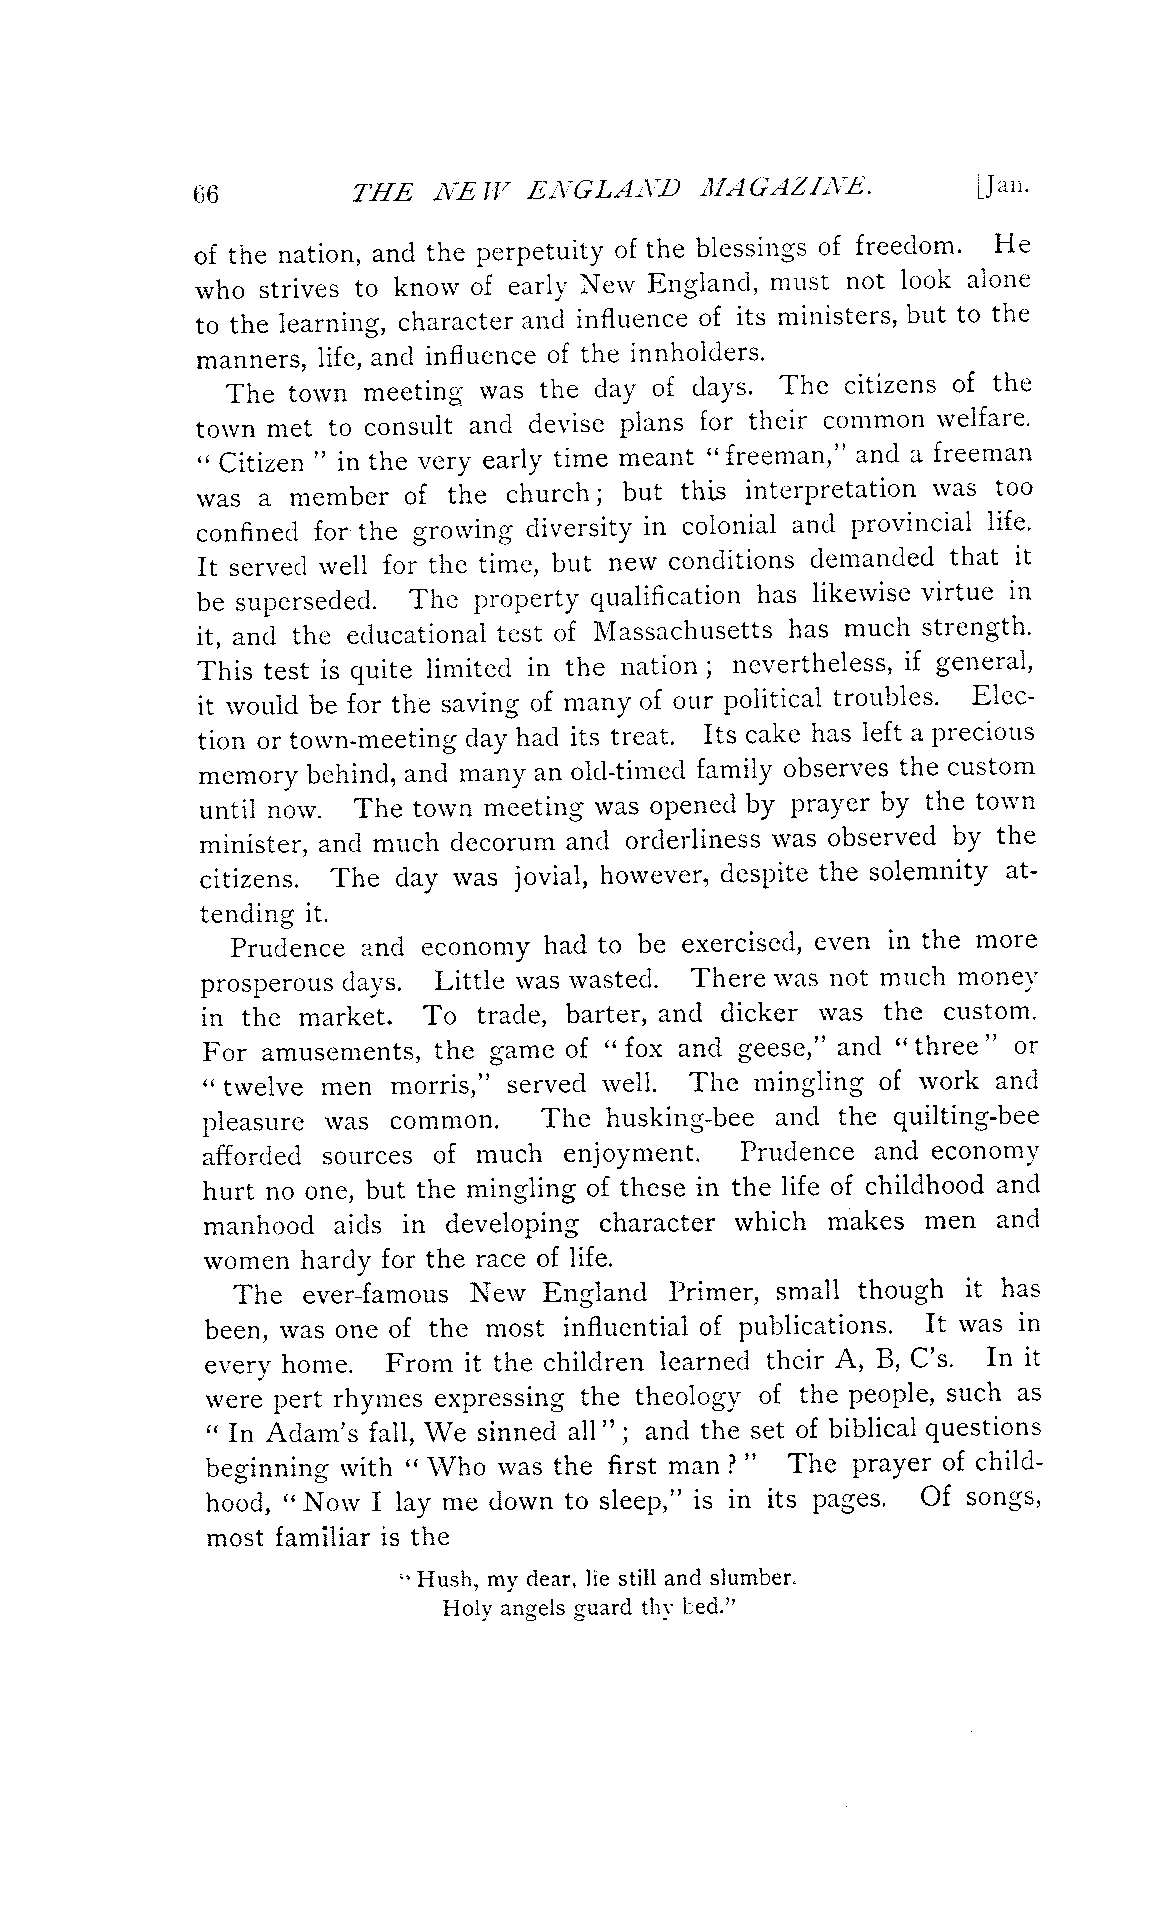 66 THE NEW ENGLAND MAGAZINE. [Jan.
of the nation, and the perpetuity of the blessings of freedom. He
who strives to know of early New England, must not look alone
to the learning, character and influence of its ministers, but to the
manners, life, and influence of the innholders.
The town meeting was the day of days. The citizens of the
town met to consult and devise plans for their common welfare.
" Citizen " in the very early time meant " freeman," and a freeman
was a member of the church; but this interpretation was too
confined for the growing diversity in colonial and provincial life.
It served well for the time, but new conditions demanded that it
be superseded. The property qualification has likewise virtue in
it, and the educational test of Massachusetts has much strength.
This test is quite limited in the nation; nevertheless, if general,
it would be for the saving of many of our political troubles. Elec-
tion or town-meeting day had its treat. Its cake has left a precious
memory behind, and many an old-timed family observes the custom
until now. The town meeting was opened by prayer by the town
minister, and much decorum and orderliness was observed by the
citizens. The day was jovial, however, despite the solemnity at-
tending it.
Prudence and economy had to be exercised, even in the more
prosperous days. Little was wasted. There was not much money
in the market. To trade, barter, and dicker was the custom.
For amusements, the game of " fox and geese," and " three " or
" twelve men morris," served well. The mingling of work and
pleasure was common. The husking-bee and the quilting-bee
afforded sources of much enjoyment. Prudence and economy
hurt no one, but the mingling of these in the life of childhood and
manhood aids in developing character which makes men and
women hardy for the race of life.
The ever-famous New England Primer, small though it has
been, was one of the most influential of publications. It was in
every home. From it the children learned their A, B, C's. In it
were pert rhymes expressing the theology of the people, such as
" In Adam's fall, We sinned all "; and the set of biblical questions
beginning with " Who was the first man ? " The prayer of child-
hood, " Now I lay me down to sleep," is in its pages. Of songs,
most familiar is the
" Hush, my dear, lie still and slumber.
Holy angels guard thy bed."